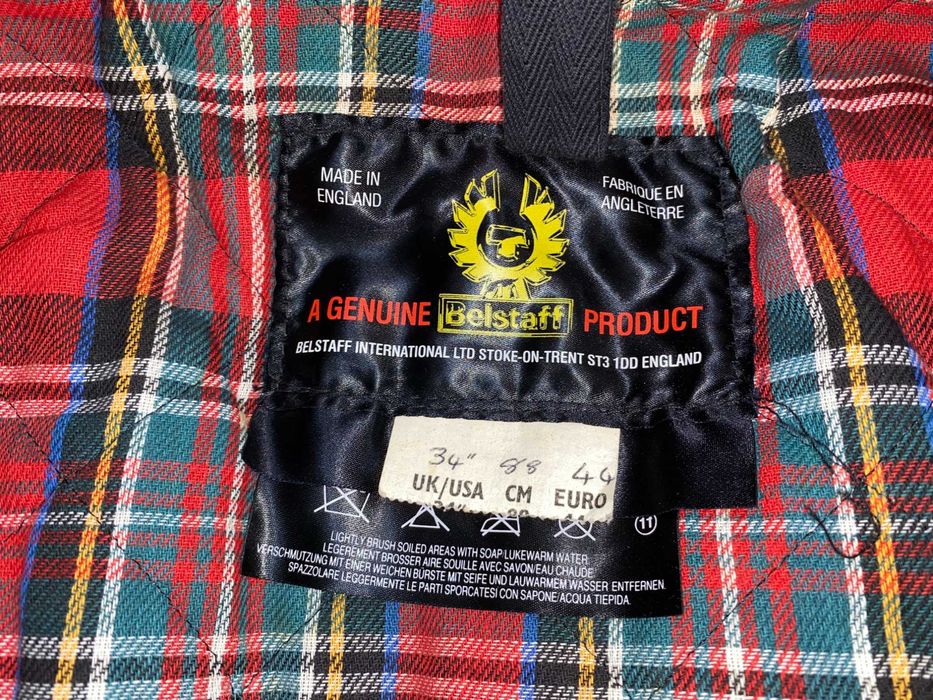 MADE IN
ENGLAND
FABRIQUE EN
ANGLETERRE
A GENUINE Belstaff PRODUCT
BELSTAFF INTERNATIONAL LTD STOKE-ON-TRENT ST3 1DD ENGLAND
34" 88 44
UK/USA CM EURO
11
LIGHTLY BRUSH SOILED AREAS WITH SOAP LUKEWARM WATER
LEGEREMENT BROSSER AIRE SOUILLE AVEC SAVON/EAU CHAUDE
VERSCHMUTZUNG MIT EINER WEICHEN BÜRSTE MIT SEIFE UND LAUWARMEM WASSER ENTFERNEN.
SPAZZOLARE LEGGERMENTE LE PARTI SPORCATESI CON SAPONE/ACQUA TIEPIDA.